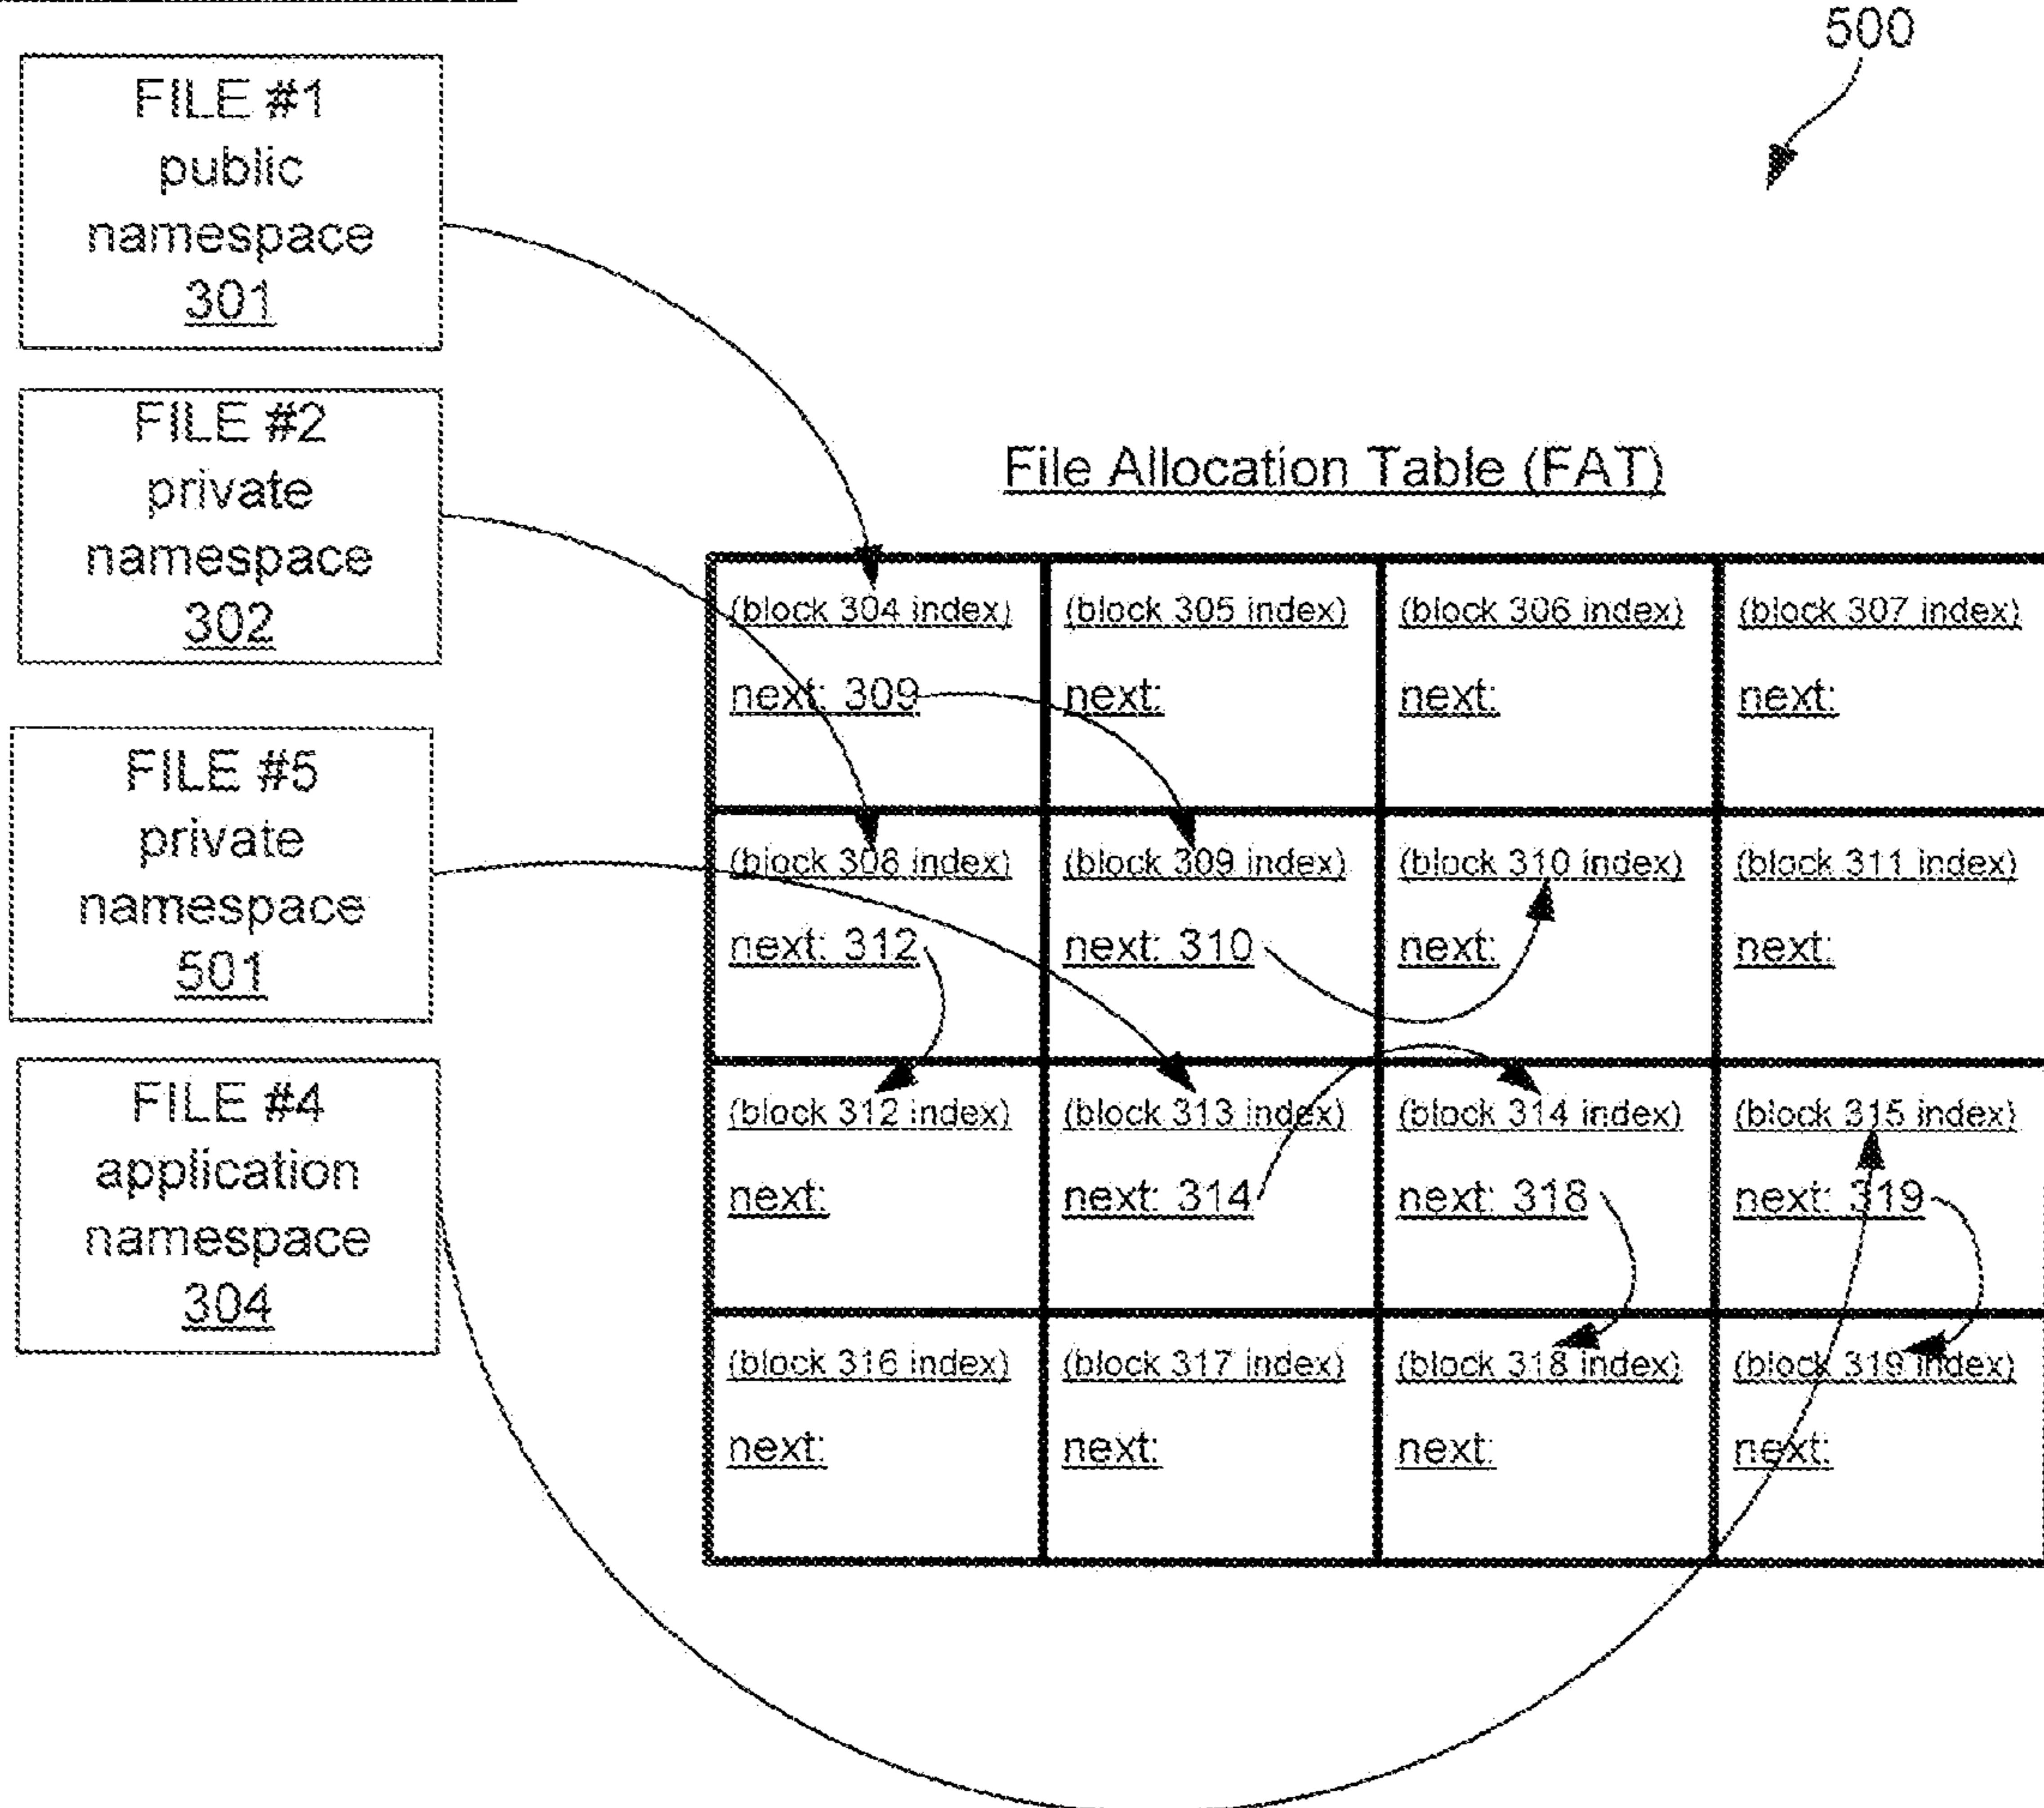 500
FILE #1
public
namespace
301
FILE #2
private
namespace
302
FILE #5
private
namespace
501
FILE #4
application
namespace
304
File Allocation Table (FAT)
(block 304 index) (block 305 index) (block 306 index) (block 307 index)
next: 309 next: next: next:
(block 308 index) (block 309 index) (block 310 index) (block 311 index)
next: 312 next: 310 next: next:
(block 312 index) (block 313 index) (block 314 index) (block 315 index)
next: next: 314 next: 318 next: 319
(block 316 index) (block 317 index) (block 318 index) (block 319 index)
next: next: next: next: